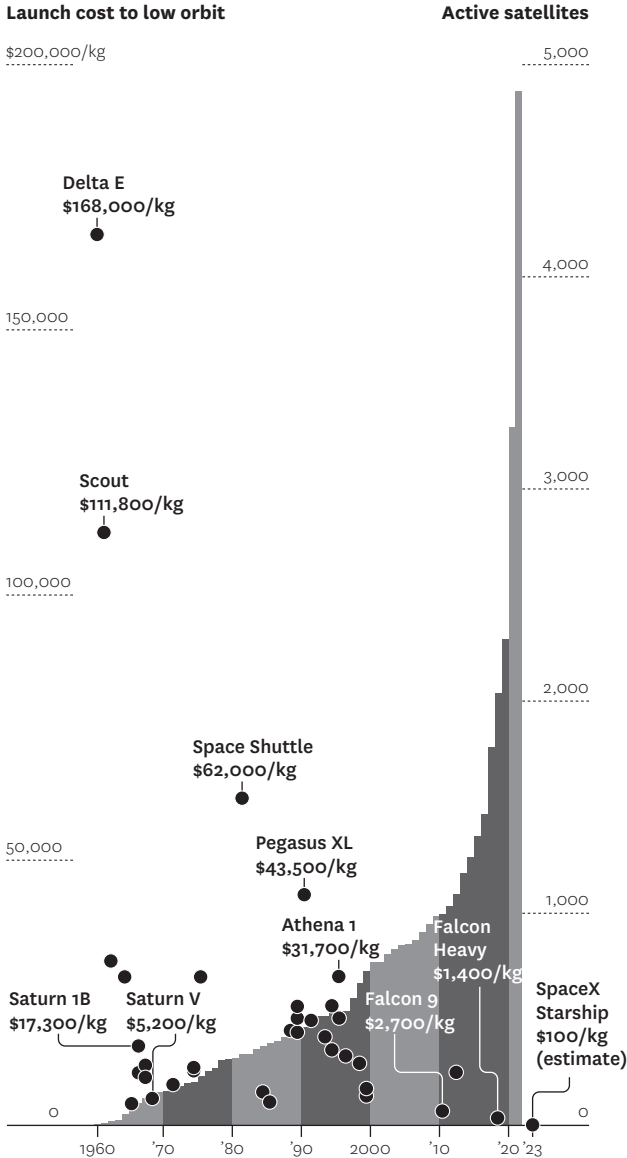 Launch cost to low orbit
Active satellites
$200,000/kg
5,000
Delta E
$168,000/kg
4,000
150,000
Scout
$111,800/kg
3,000
100,000
2,000
Space Shuttle
$62,000/kg
50,000
Pegasus XL
$43,500/kg
1,000
Athena 1
$31,700/kg
Falcon
Heavy
$1,400/kg
Saturn 1B
$17,300/kg
Saturn V
$5,200/kg
Falcon 9
$2,700/kg
SpaceX
Starship
$100/kg
(estimate)
0
0
1960 '70 '80 '90 2000 '10 '20 '23